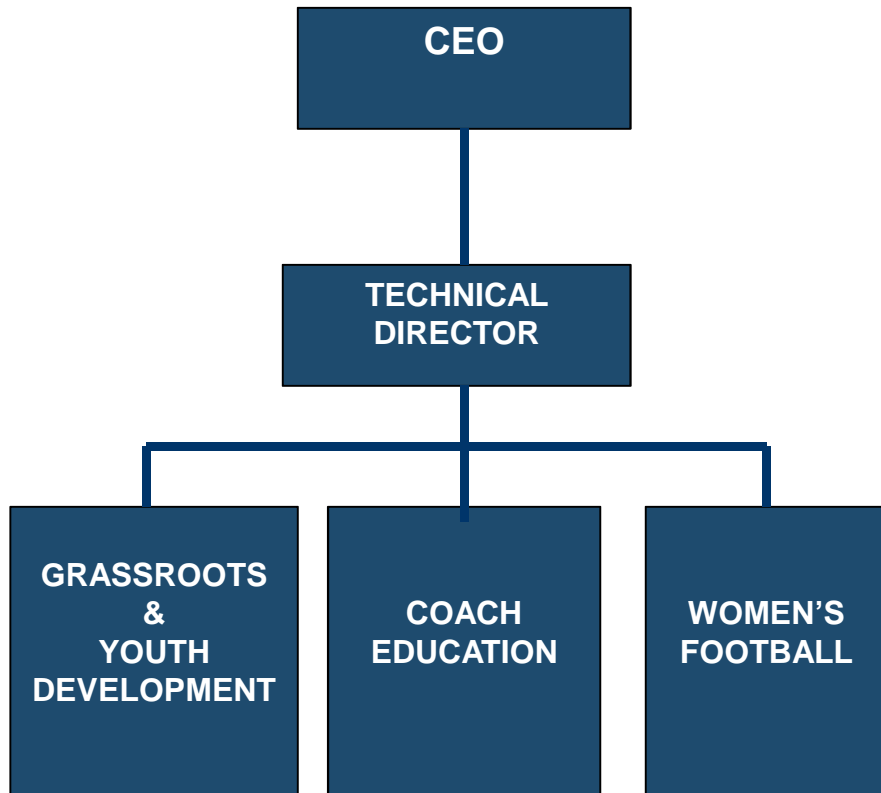 CEO
TECHNICAL
DIRECTOR
GRASSROOTS
&
YOUTH
DEVELOPMENT
COACH
EDUCATION
WOMEN’S
FOOTBALL